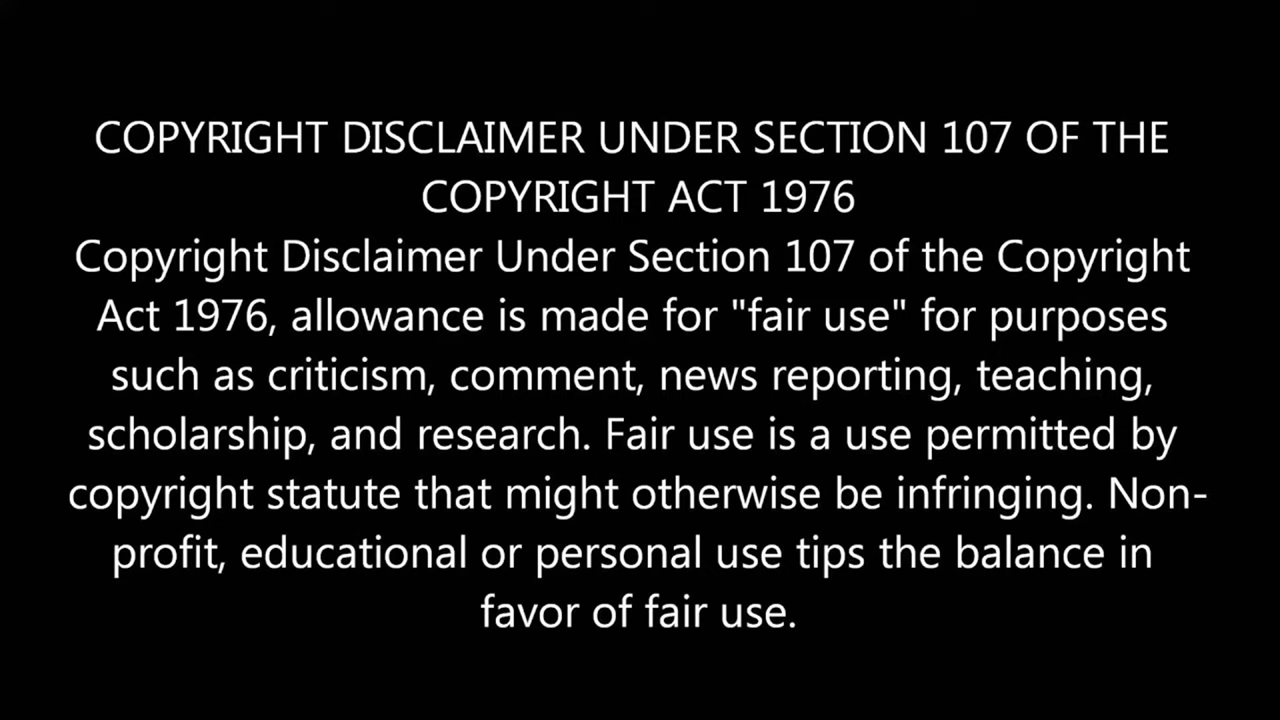 COPYRIGHT DISCLAIMER UNDER SECTION 107 OF THE
COPYRIGHT ACT 1976
Copyright Disclaimer Under Section 107 of the Copyright
Act 1976, allowance is made for "fair use" for purposes
such as criticism, comment, news reporting, teaching,
scholarship, and research. Fair use is a use permitted by
copyright statute that might otherwise be infringing. Non-
profit, educational or personal use tips the balance in
favor of fair use.